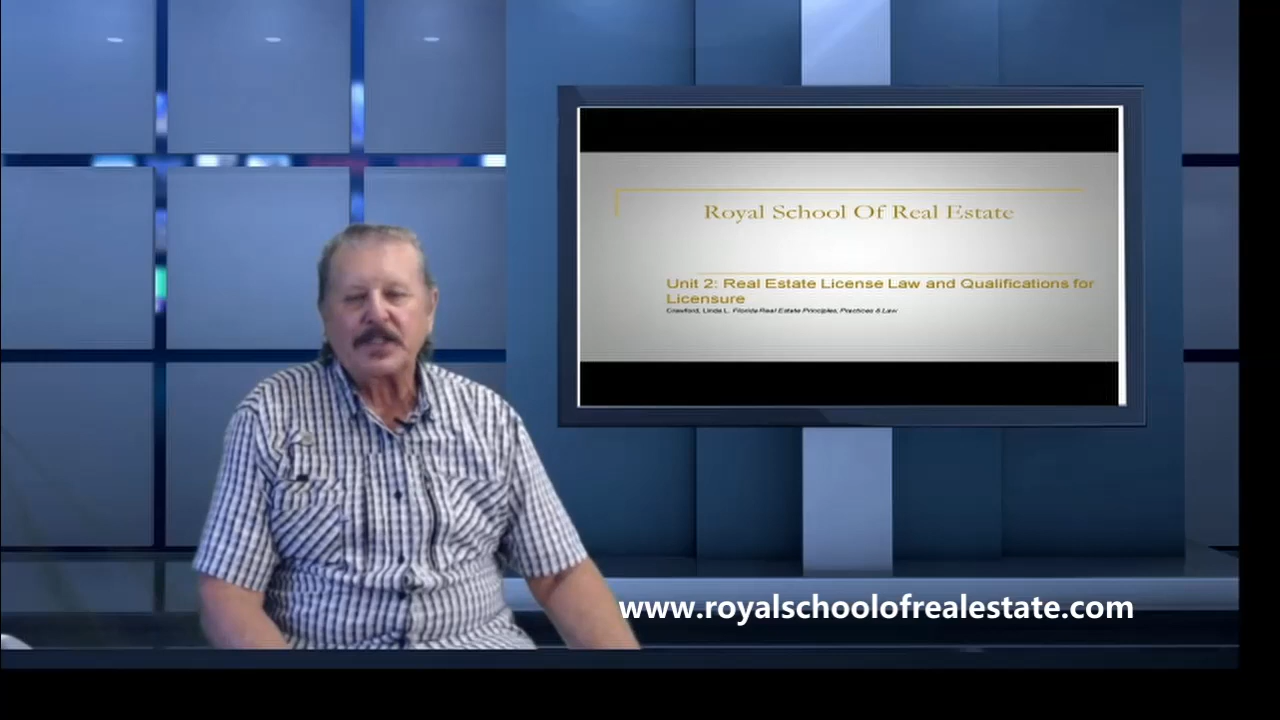 Royal School Of Real Estate
Unit 2: Real Estate License Law and Qualifications for
Licensure
Crawford, Linda L. Florida Real Estate Principles, Practices & Law
www.royalschoolofrealestate.com